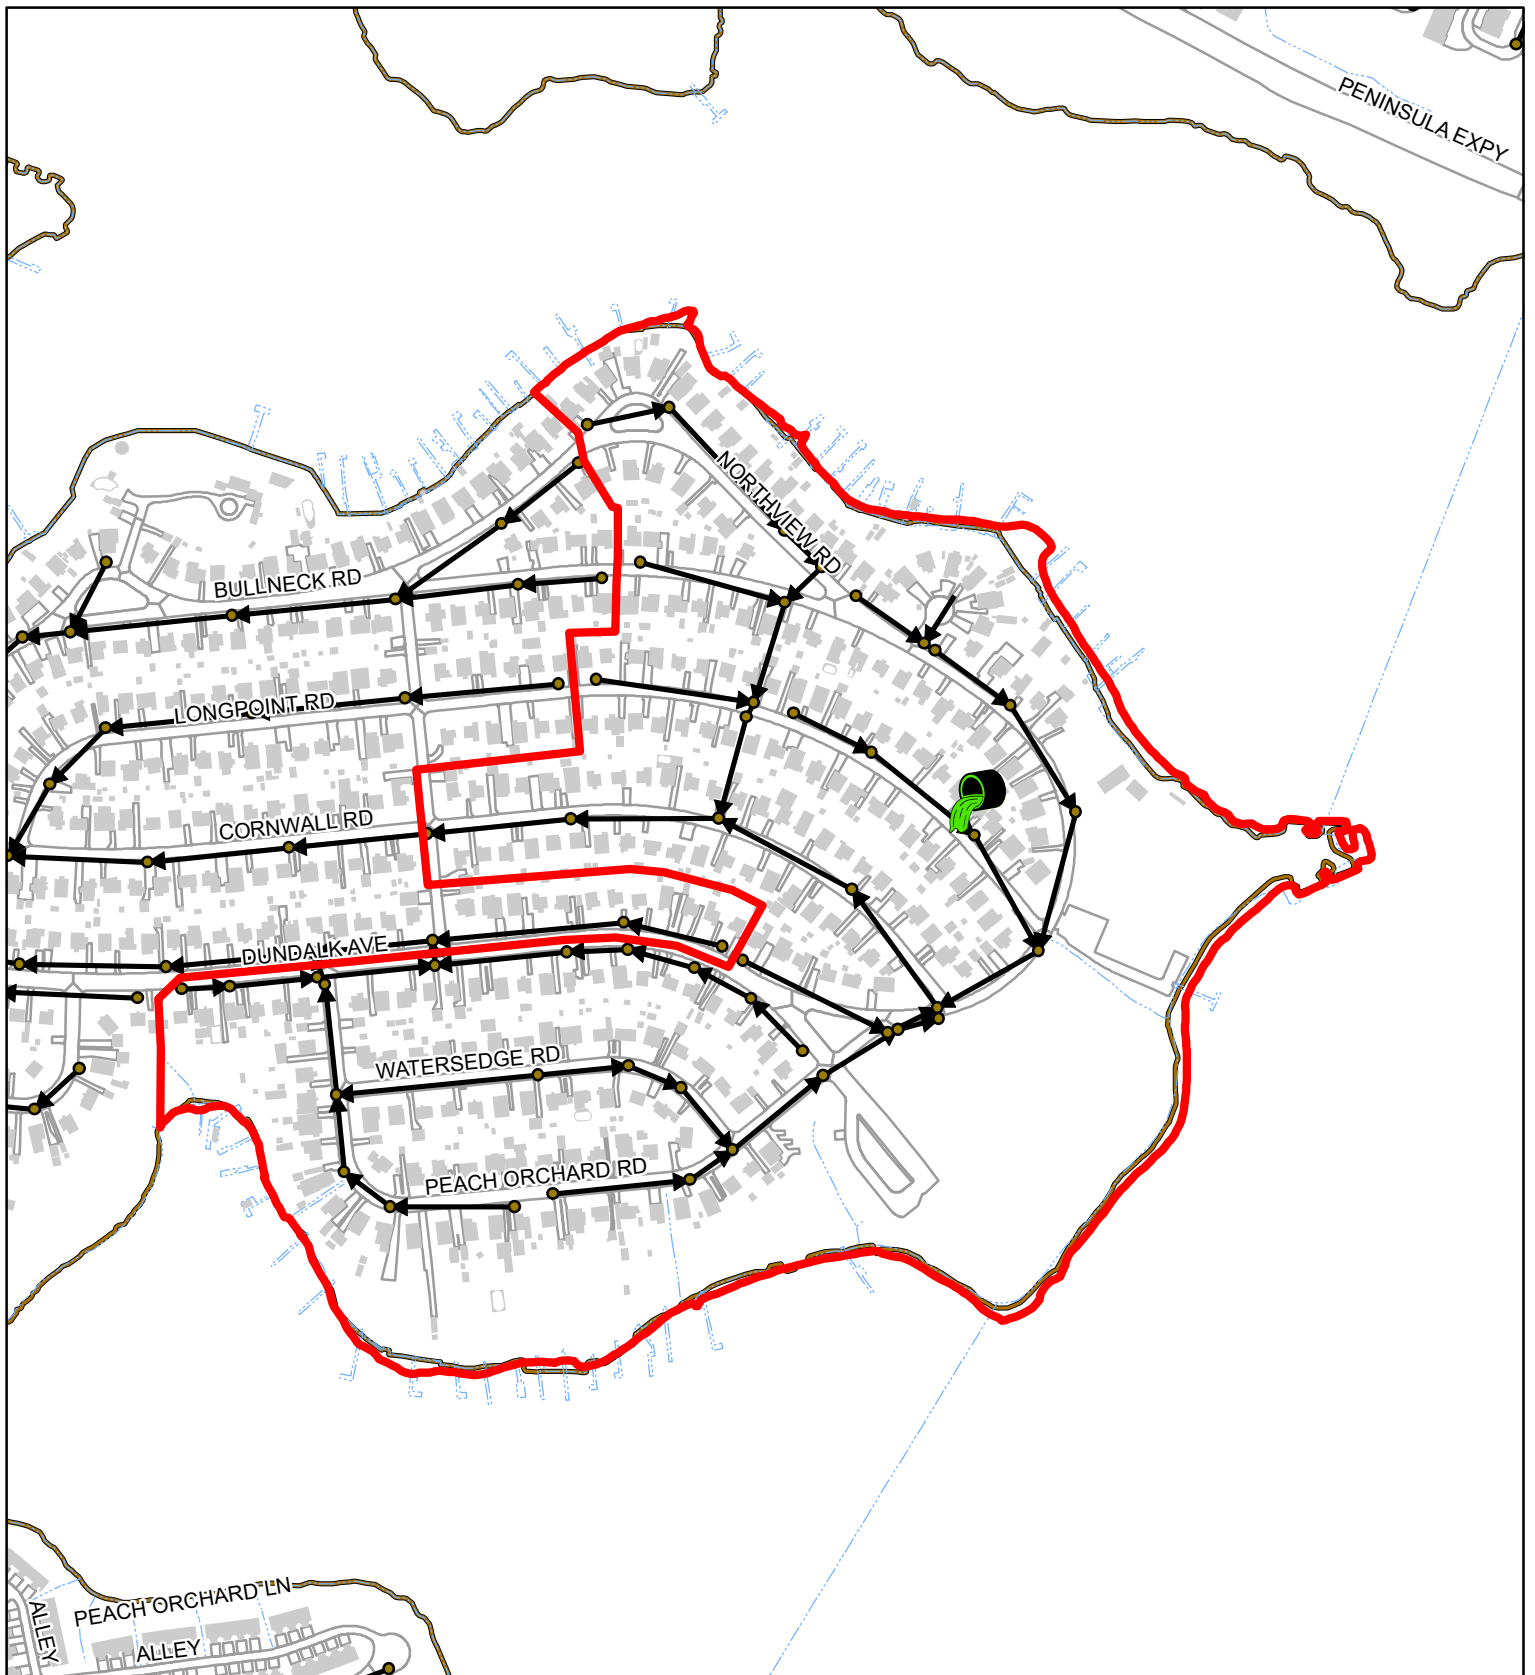 PENINSULA EXPY
NORTHVIEW RD
BULLNECK RD
LONGPOINT RD
CORNWALL RD
DUNDALK AVE
WATERSEDGE RD
PEACH ORCHARD RD
PEACH ORCHARD LN
ALLEY
ALLEY